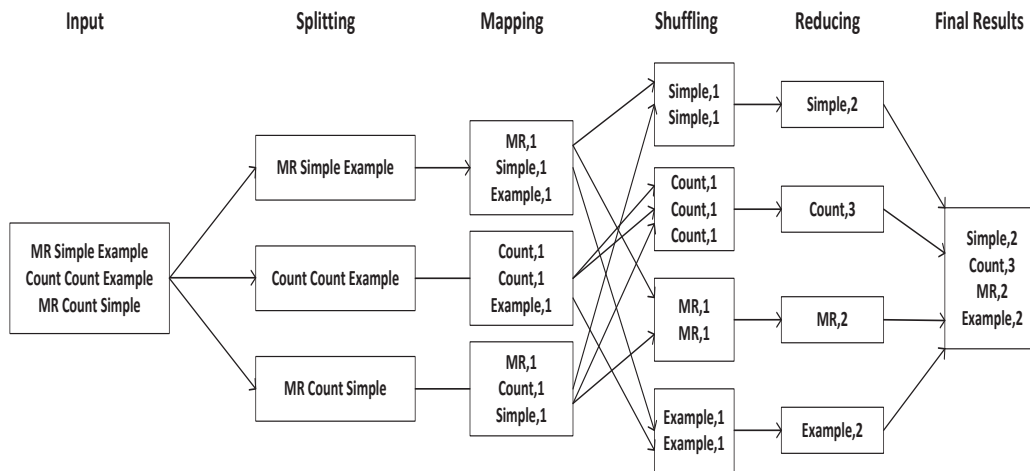 Input
Splitting
Mapping
Shuffling
Reducing
Final Results
MR Simple Example
Count Count Example
MR Count Simple
MR Simple Example
Count Count Example
MR Count Simple
MR,1
Simple,1
Example,1
Count,1
Count,1
Example,1
MR,1
Count,1
Simple,1
Simple,1
Simple,1
Count,1
Count,1
Count,1
MR,1
MR,1
Example,1
Example,1
Simple,2
Count,3
MR,2
Example,2
Simple,2
Count,3
MR,2
Example,2